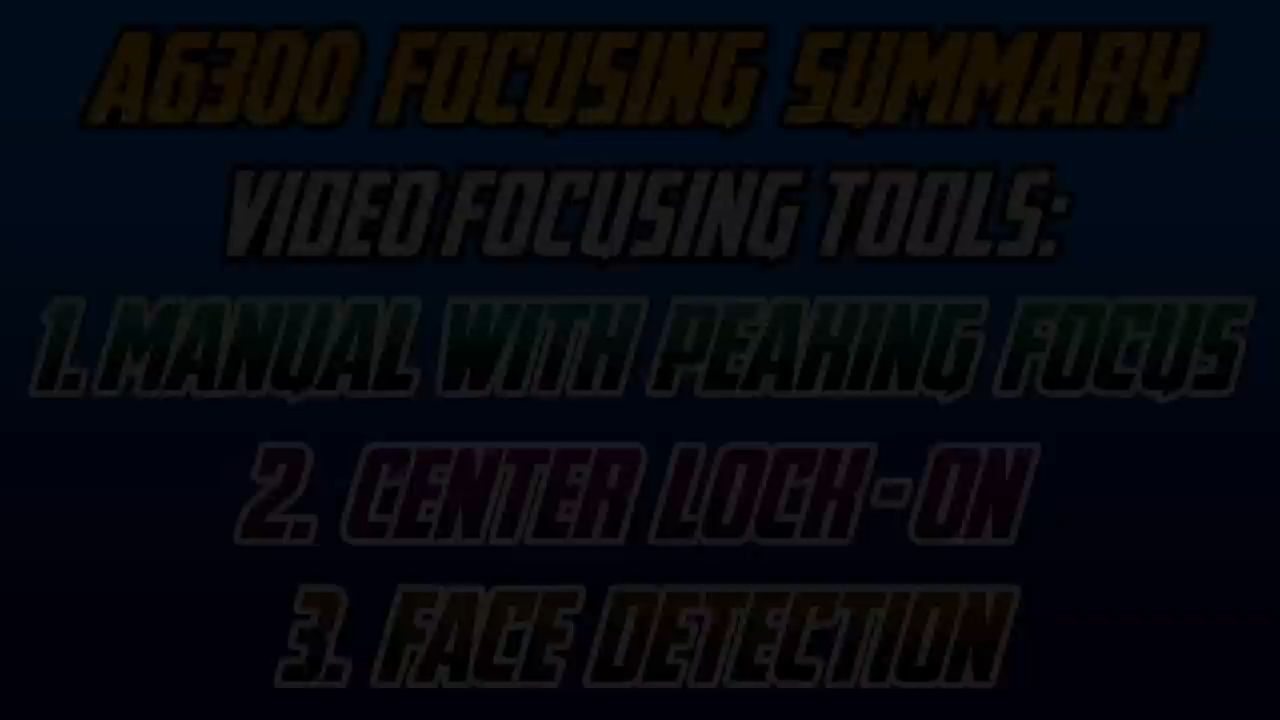 A6300 FOCUSING SUMMARY
VIDEO FOCUSING TOOLS:
1. MANUAL WITH PEAKING FOCUS
2. CENTER LOCK-ON
3. FACE DETECTION